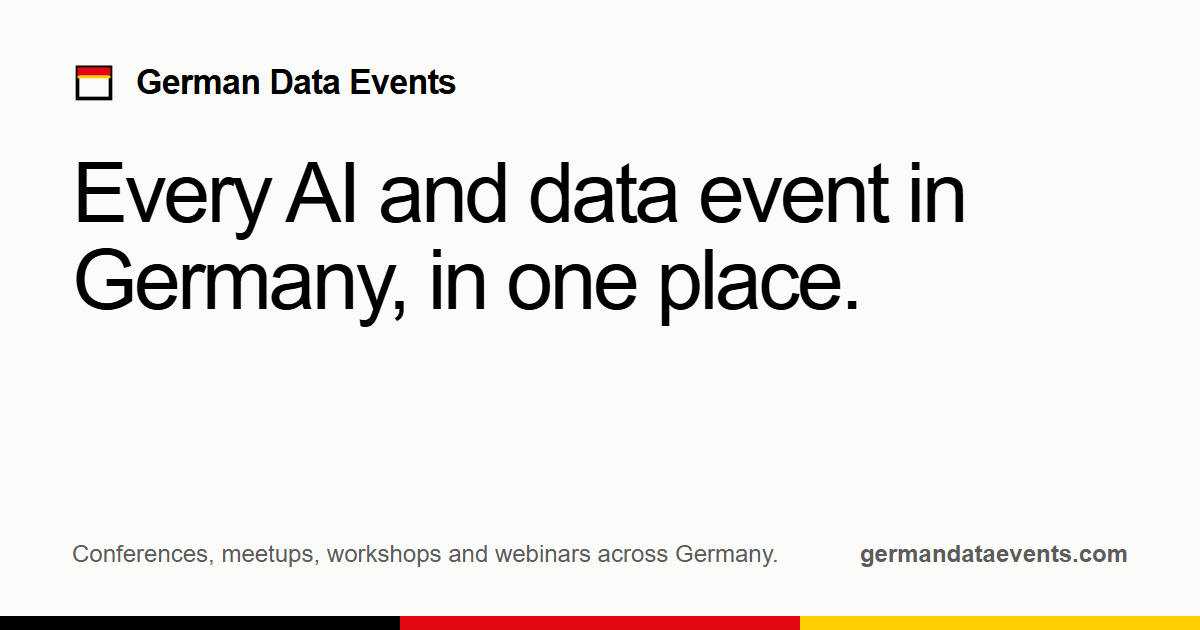 German Data Events
Every AI and data event in
Germany, in one place.
Conferences, meetups, workshops and webinars across Germany.
germandataevents.com